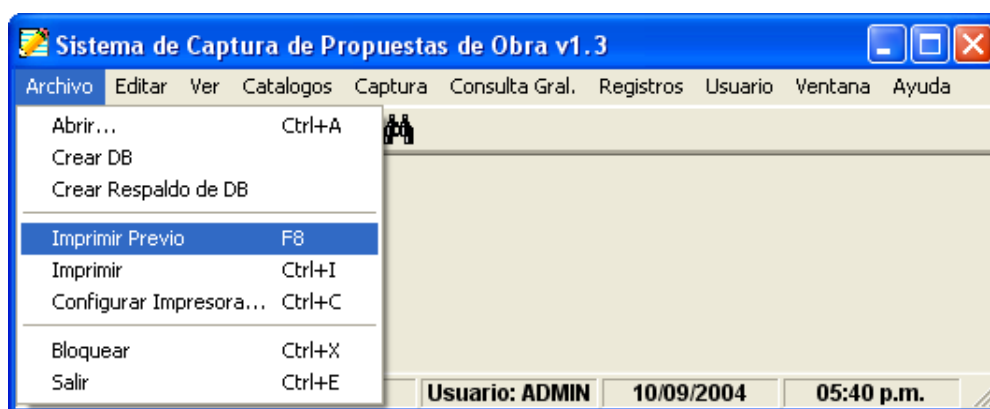 Sistema de Captura de Propuestas de Obra v1.3
Archivo Editar Ver Catalogos Captura Consulta Gral. Registros Usuario Ventana Ayuda
Abrir... Ctrl+A
Crear DB
Crear Respaldo de DB
Imprimir Previo F8
Imprimir Ctrl+I
Configurar Impresora... Ctrl+C
Bloquear Ctrl+X
Salir Ctrl+E
Usuario: ADMIN 10/09/2004 05:40 p.m.